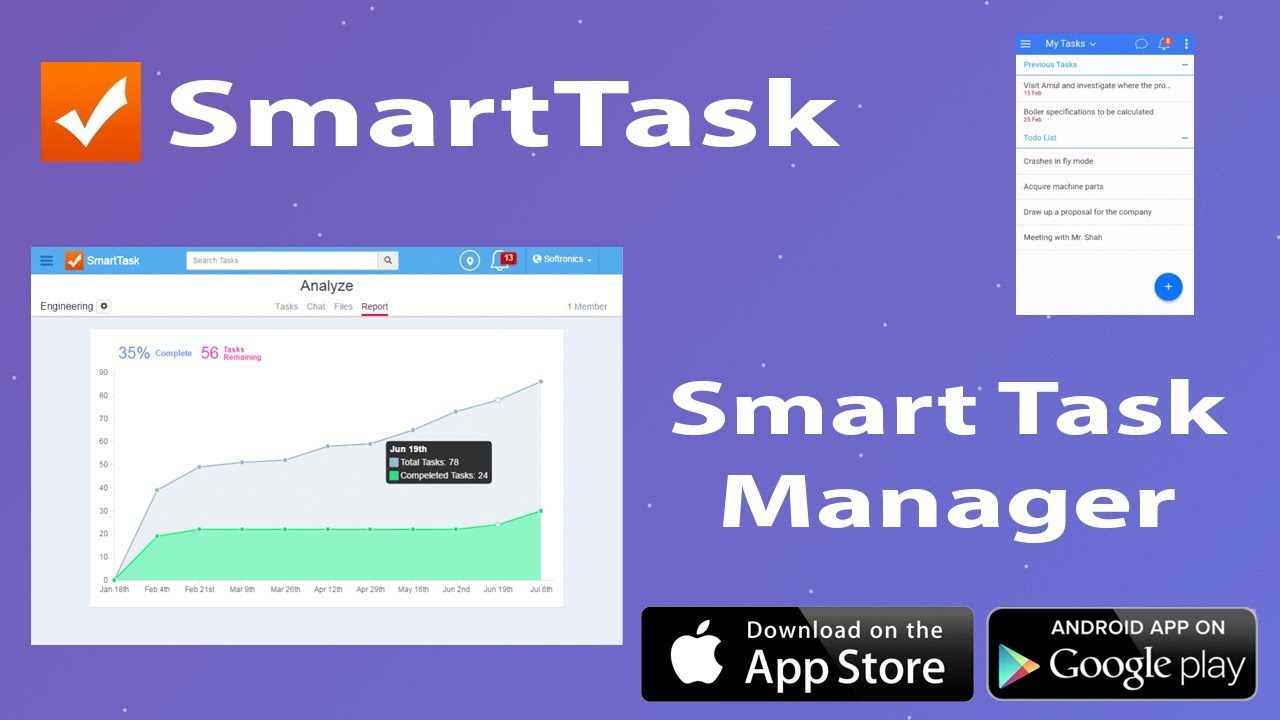 SmartTask
My Tasks
8
Previous Tasks
Visit Amul and investigate where the pro...
15 Feb
Boiler specifications to be calculated
23 Feb
Todo List
Crashes in fly mode
Acquire machine parts
Draw up a proposal for the company
Meeting with Mr. Shah
+
SmartTask
Search Tasks
13
Softronics
Analyze
Engineering
Tasks Chat Files Report
1 Member
35% Complete 56 Tasks Remaining
90
80
70
60
50
40
30
20
10
0
Jun 19th
Total Tasks: 78
Compeleted Tasks: 24
Jan 18th Feb 4th Feb 21st Mar 9th Mar 26th Apr 12th Apr 29th May 16th Jun 2nd Jun 19th Jul 6th
Smart Task
Manager
Download on the
App Store
ANDROID APP ON
Google play